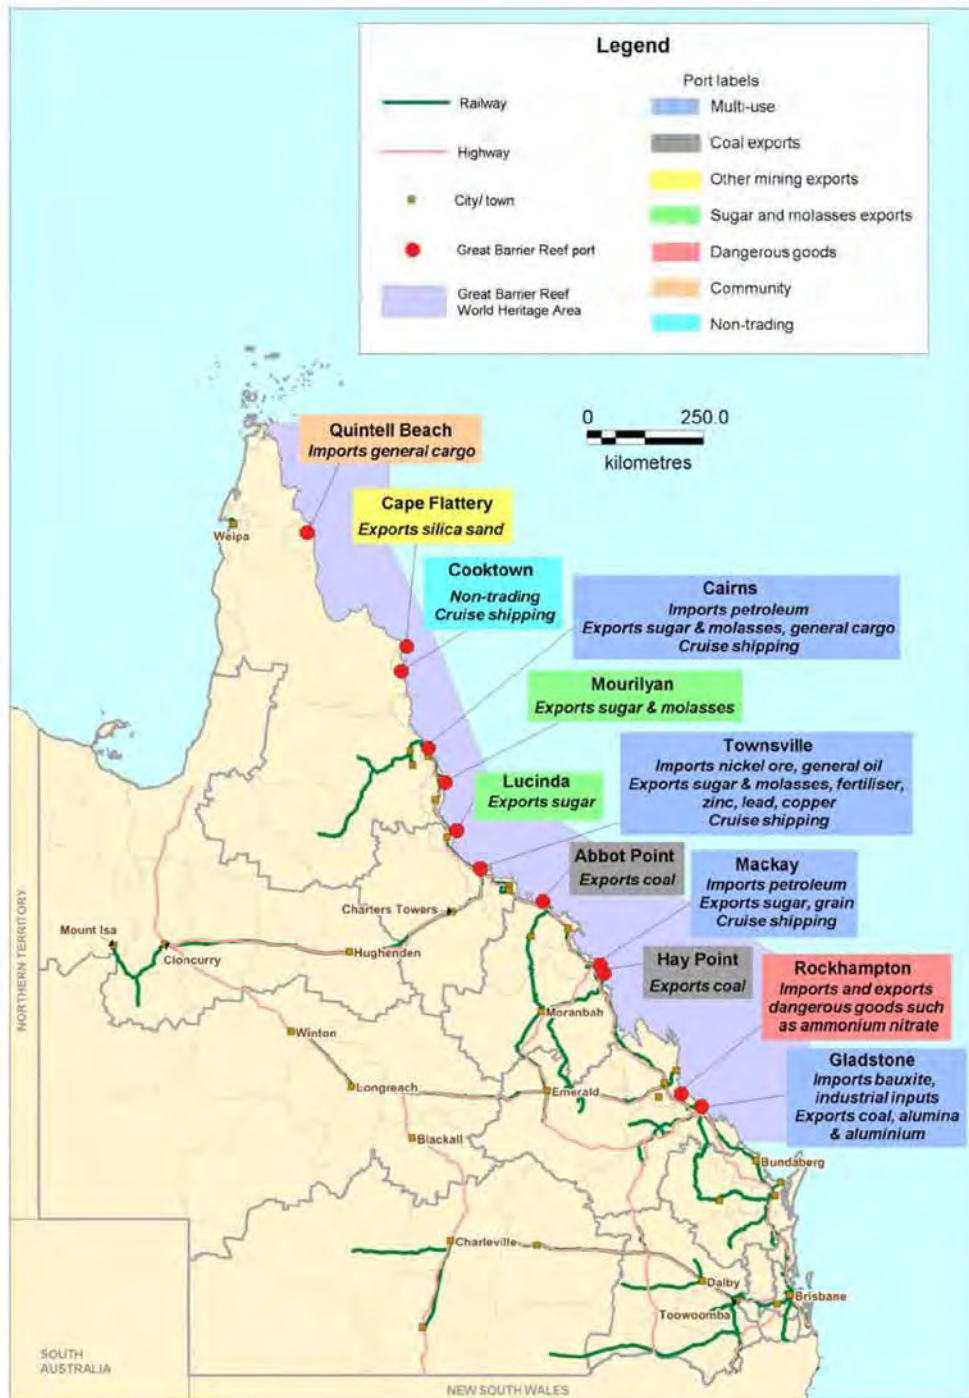 Legend
Railway
Highway
City/ town
Great Barrier Reef port
Great Barrier Reef
World Heritage Area
Port labels
Multi-use
Coal exports
Other mining exports
Sugar and molasses exports
Dangerous goods
Community
Non-trading
0 250.0
kilometres
Quintell Beach
Imports general cargo
Cape Flattery
Exports silica sand
Weipa
Cooktown
Non-trading
Cruise shipping
Cairns
Imports petroleum
Exports sugar & molasses, general cargo
Cruise shipping
Mourilyan
Exports sugar & molasses
Townsville
Imports nickel ore, general oil
Exports sugar & molasses, fertiliser,
zinc, lead, copper
Cruise shipping
Lucinda
Exports sugar
Abbot Point
Exports coal
Mackay
Imports petroleum
Exports sugar, grain
Cruise shipping
Hay Point
Exports coal
Rockhampton
Imports and exports
dangerous goods such
as ammonium nitrate
Gladstone
Imports bauxite,
industrial inputs
Exports coal, alumina
& aluminium
NORTHERN TERRITORY
Mount Isa
Cloncurry
Charters Towers
Hughenden
Winton
Moranbah
Longreach
Emerald
Blackall
Bundaberg
Charleville
Dalby
Toowoomba
Brisbane
SOUTH
AUSTRALIA
NEW SOUTH WALES